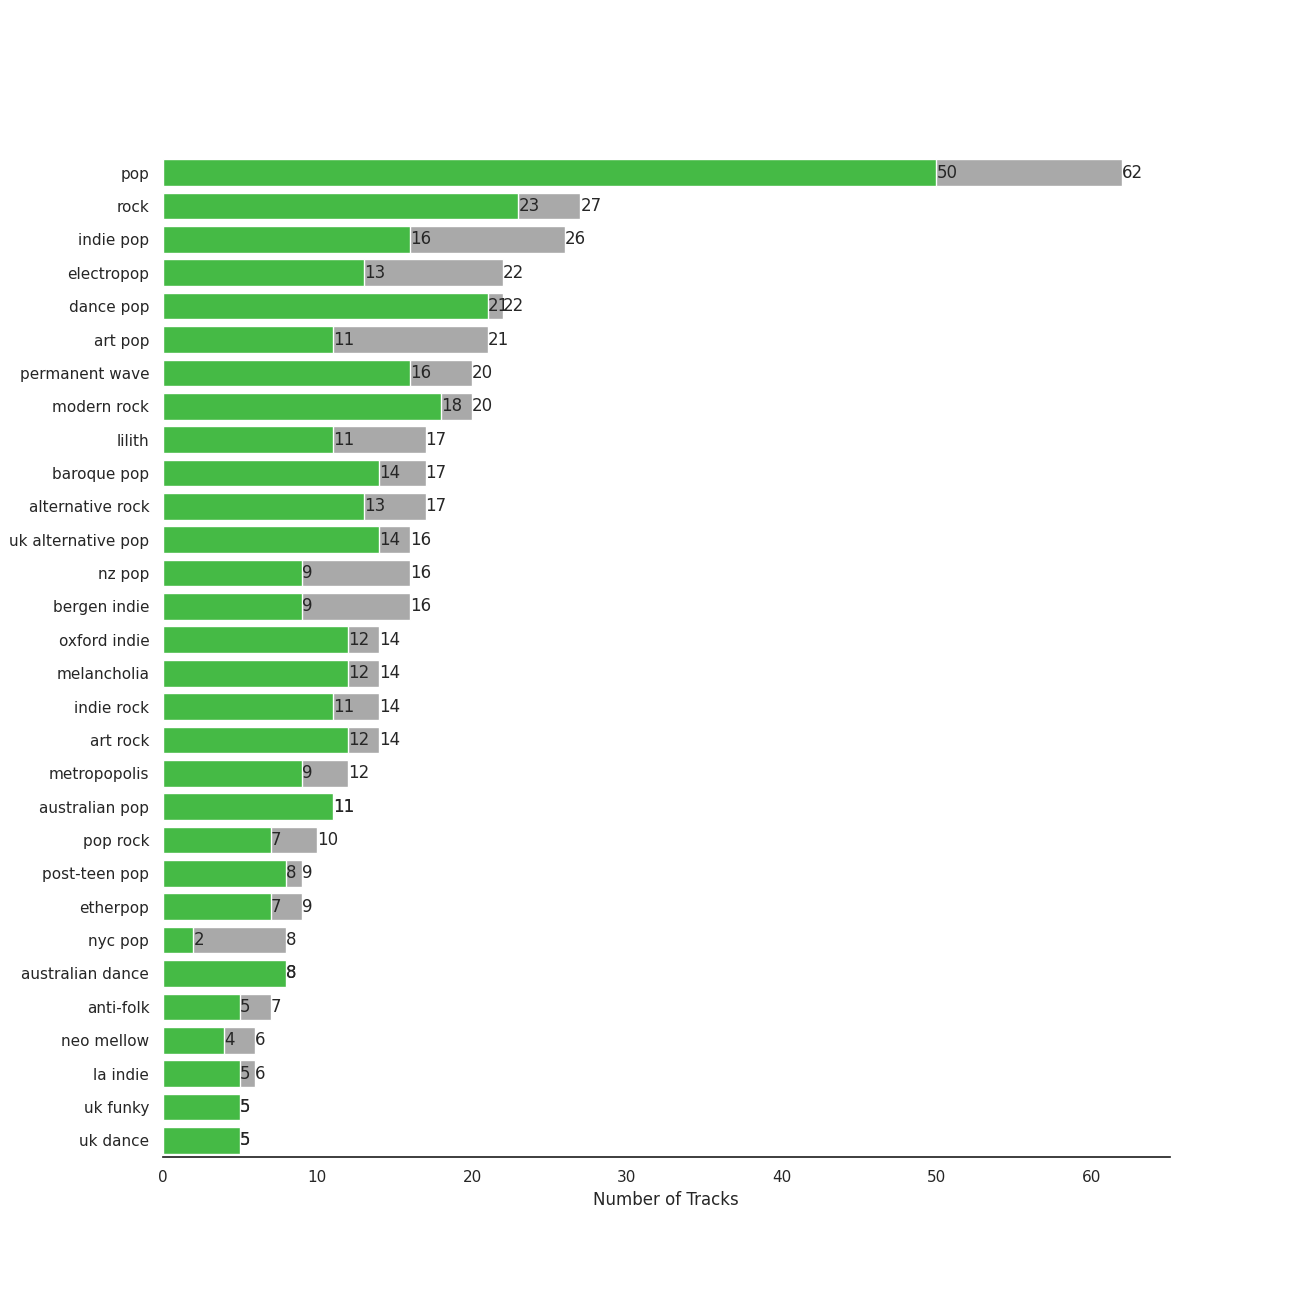 pop 50 62
rock 23 27
indie pop 16 26
electropop 13 22
dance pop 21 22
art pop 11 21
permanent wave 16 20
modern rock 18 20
lilith 11 17
baroque pop 14 17
alternative rock 13 17
uk alternative pop 14 16
nz pop 9 16
bergen indie 9 16
oxford indie 12 14
melancholia 12 14
indie rock 11 14
art rock 12 14
metropopolis 9 12
australian pop 11
pop rock 7 10
post-teen pop 8 9
etherpop 7 9
nyc pop 2 8
australian dance 8
anti-folk 5 7
neo mellow 4 6
la indie 5 6
uk funky 5
uk dance 5
0 10 20 30 40 50 60
Number of Tracks